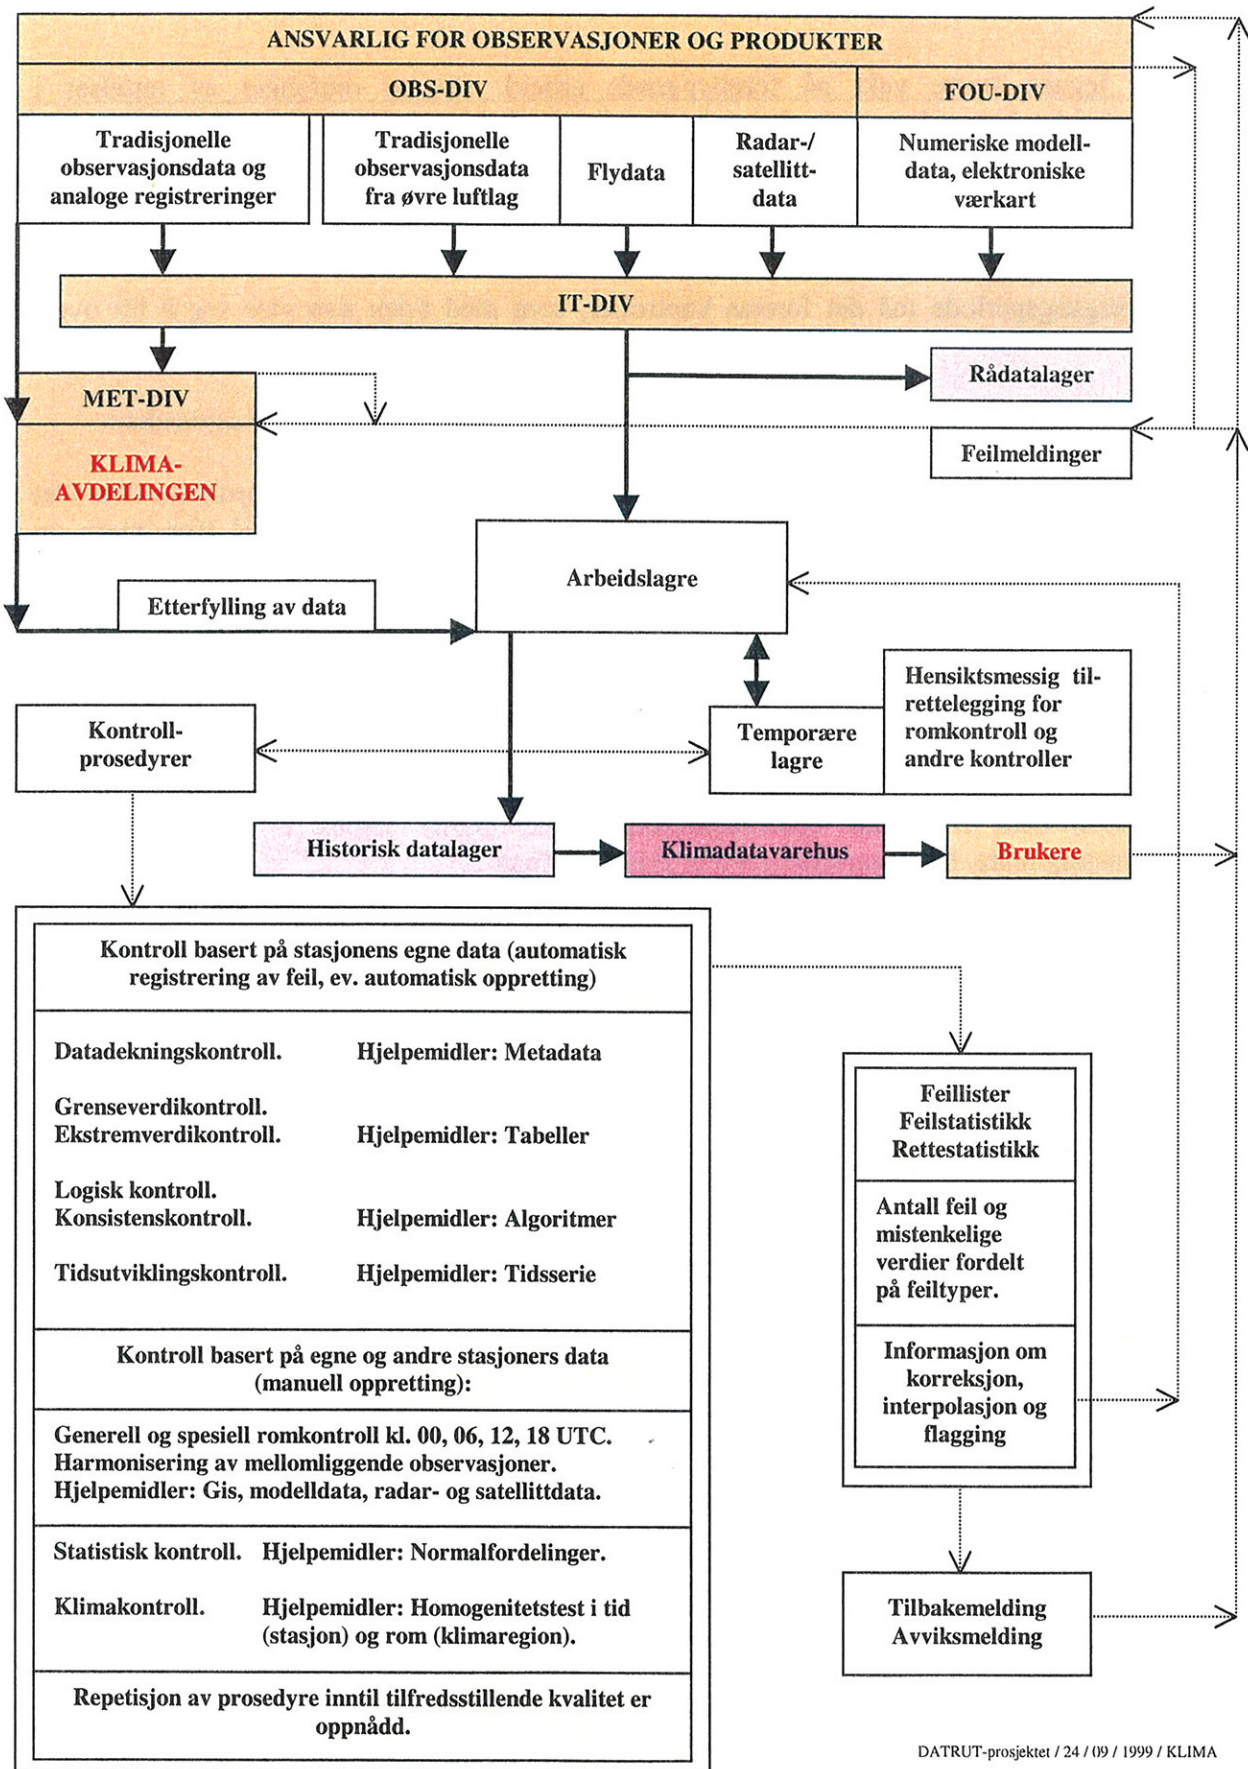 ANSVARLIG FOR OBSERVASJONER OG PRODUKTER
OBS-DIV
FOU-DIV
Tradisjonelle
observasjonsdata og
analoge registreringer
Tradisjonelle
observasjonsdata
fra øvre luftlag
Flydata
Radar-/
satellitt-
data
Numeriske modell-
data, elektroniske
værkart
IT-DIV
Rådatalager
MET-DIV
KLIMA-
AVDELINGEN
Feilmeldinger
Arbeidslagre
Etterfylling av data
Hensiktsmessig til-
rettelegging for
romkontroll og
andre kontroller
Kontroll-
prosedyrer
Temporære
lagre
Historisk datalager
Klimadatavarehus
Brukere
Kontroll basert på stasjonens egne data (automatisk
registrering av feil, ev. automatisk oppretting)
Datadekningskontroll. Hjelpemidler: Metadata
Grenseverdikontroll.
Ekstremverdikontroll. Hjelpemidler: Tabeller
Logisk kontroll.
Konsistenskontroll. Hjelpemidler: Algoritmer
Tidsutviklingskontroll. Hjelpemidler: Tidsserie
Kontroll basert på egne og andre stasjoners data
(manuell oppretting):
Generell og spesiell romkontroll kl. 00, 06, 12, 18 UTC.
Harmonisering av mellomliggende observasjoner.
Hjelpemidler: Gis, modelldata, radar- og satellittdata.
Statistisk kontroll. Hjelpemidler: Normalfordelinger.
Klimakontroll. Hjelpemidler: Homogenitetstest i tid
(stasjon) og rom (klimaregion).
Repetisjon av prosedyre inntil tilfredsstillende kvalitet er
oppnådd.
Feillister
Feilstatistikk
Rettestatistikk
Antall feil og
mistenkelige
verdier fordelt
på feiltyper.
Informasjon om
korreksjon,
interpolasjon og
flagging
Tilbakemelding
Avviksmelding
DATRUT-prosjektet / 24 / 09 / 1999 / KLIMA